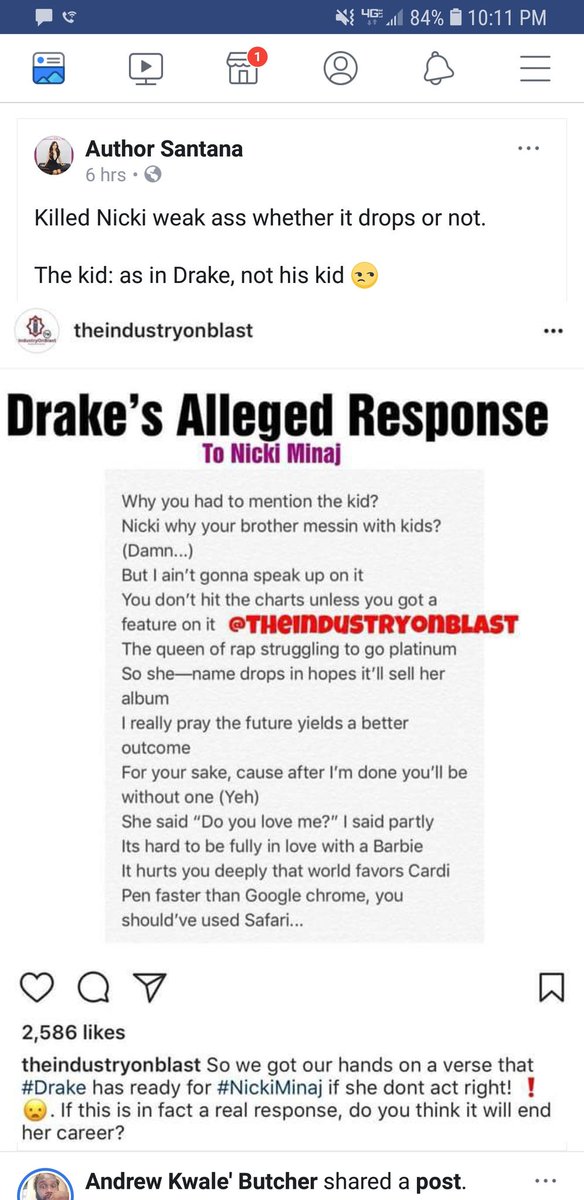 4GE 84% 10:11 PM
1
Author Santana
6 hrs •
Killed Nicki weak ass whether it drops or not.
The kid: as in Drake, not his kid 😒
theindustryonblast
Drake's Alleged Response
To Nicki Minaj
Why you had to mention the kid?
Nicki why your brother messin with kids?
(Damn...)
But I ain't gonna speak up on it
You don't hit the charts unless you got a
feature on it @THEINDUSTRYONBLAST
The queen of rap struggling to go platinum
So she—name drops in hopes it'll sell her
album
I really pray the future yields a better
outcome
For your sake, cause after I'm done you'll be
without one (Yeh)
She said "Do you love me?" I said partly
Its hard to be fully in love with a Barbie
It hurts you deeply that world favors Cardi
Pen faster than Google chrome, you
should've used Safari...
2,586 likes
theindustryonblast So we got our hands on a verse that
#Drake has ready for #NickiMinaj if she dont act right! ❗
😦. If this is in fact a real response, do you think it will end
her career?
Andrew Kwale' Butcher shared a post.